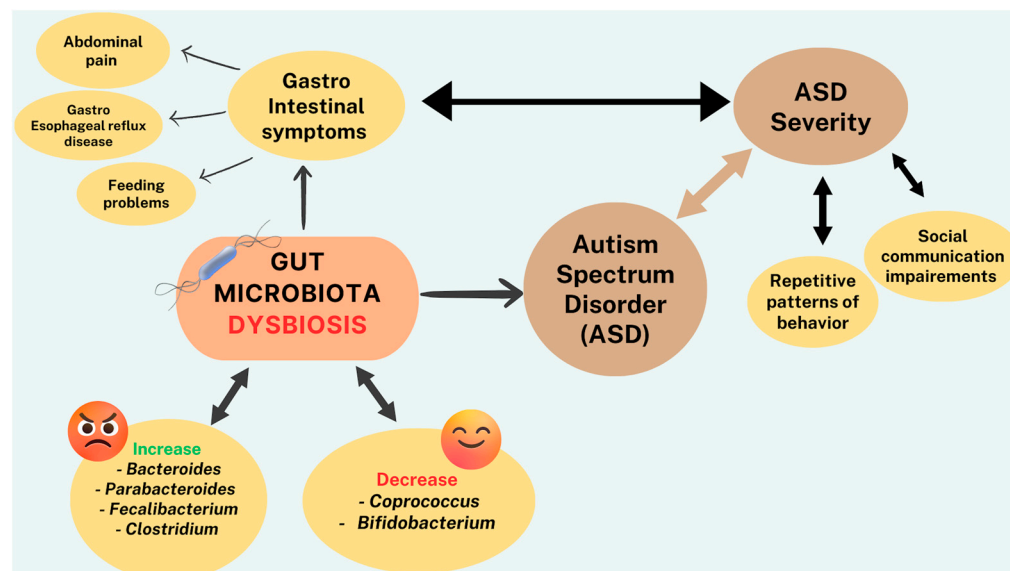 Abdominal
pain
Gastro
Esophageal reflux
disease
Feeding
problems
Gastro
Intestinal
symptoms
ASD
Severity
GUT
MICROBIOTA
DYSBIOSIS
Autism
Spectrum
Disorder
(ASD)
Social
communication
impairements
Repetitive
patterns of
behavior
Increase
- Bacteroides
- Parabacteroides
- Fecalibacterium
- Clostridium
Decrease
- Coprococcus
- Bifidobacterium